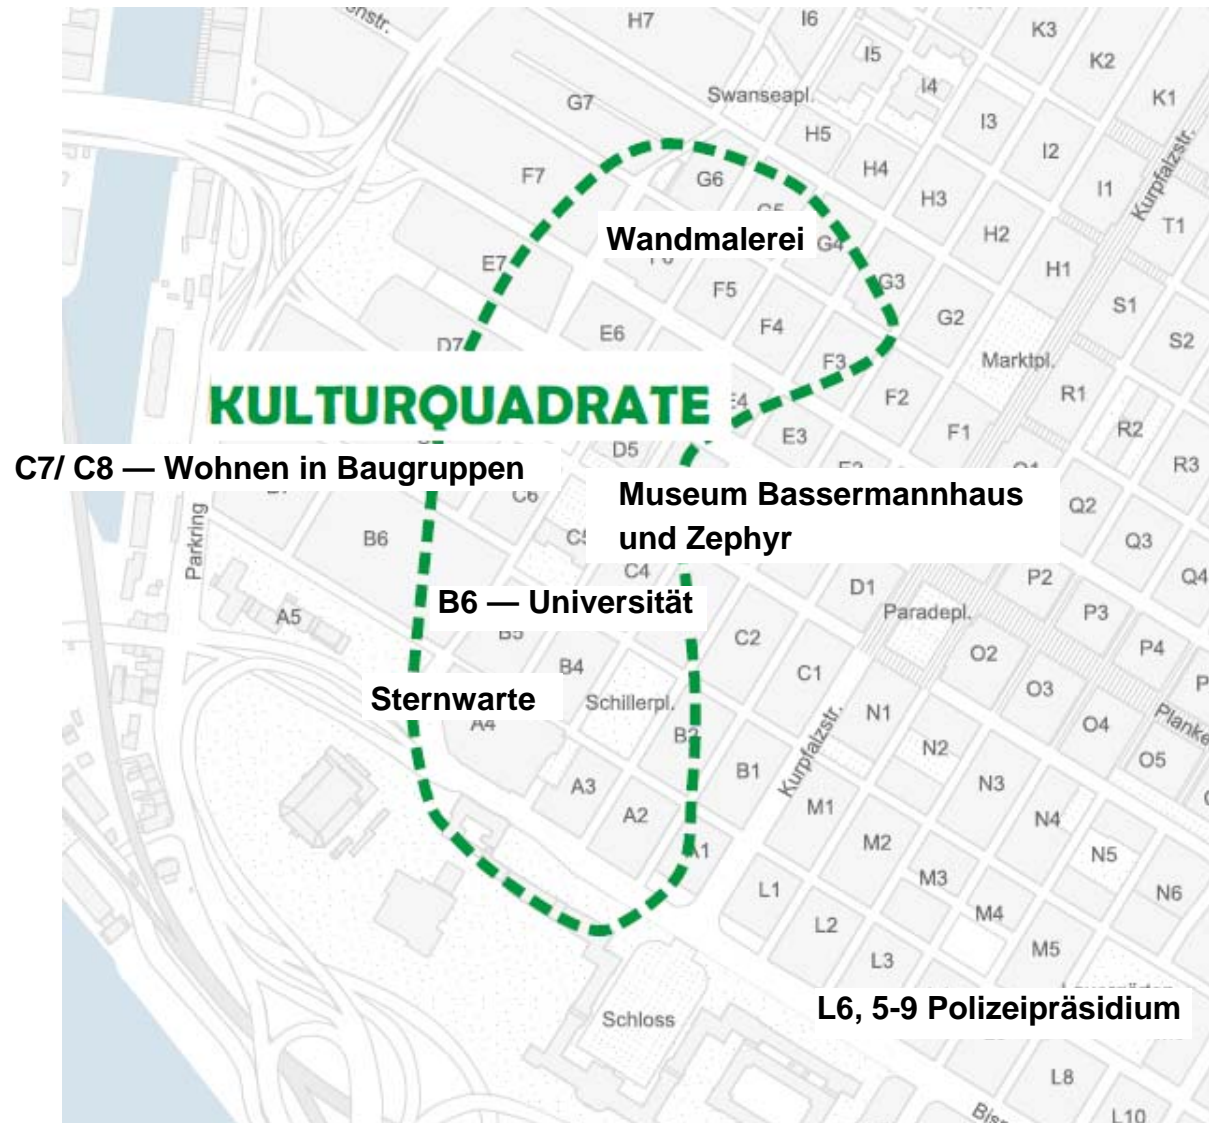 H7
I6
K3
I5
K2
Swanseapl.
I4
K1
G7
I3
H5
I2
Kurpfalzstr.
F7
G6
H4
I1
H3
T1
Wandmalerei
G4
H2
E7
H1
F5
G3
S1
E6
F4
G2
S2
D7
F3
Marktpl.
KULTURQUADRATE
F2
R1
E3
F1
R2
D5
C7/ C8 — Wohnen in Baugruppen
R3
C6
Museum Bassermannhaus
und Zephyr
Q2
Parkring
B6
Q3
C4
D1
P2
Q4
B6 — Universität
A5
Paradepl.
P3
B5
C2
P4
B4
O2
C1
O3
Sternwarte
Schillerpl.
N1
O4
A4
B2
Kurpfalzstr.
N2
O5
B1
A3
N3
A2
M1
N4
A1
M2
N5
L1
M3
N6
L2
M4
L3
M5
L6, 5-9 Polizeipräsidium
Schloss
L8
L10